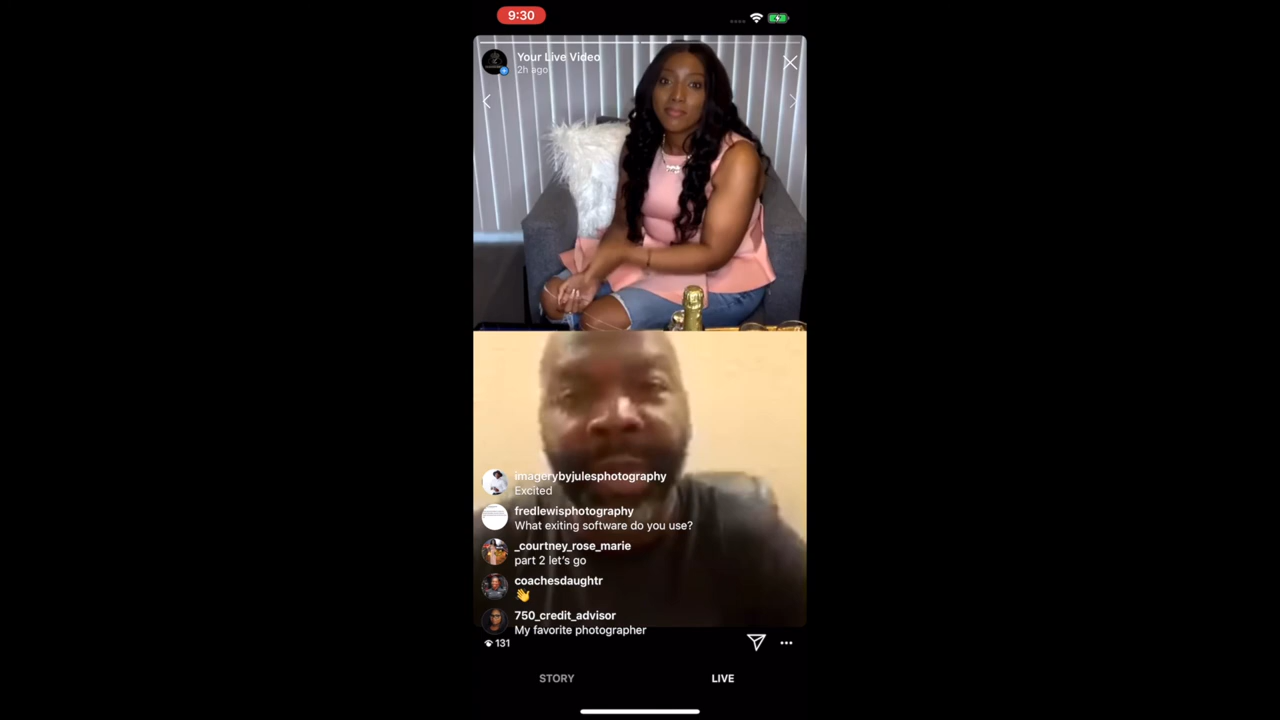 9:30
Your Live Video
2h ago
imagerybyjulesphotography
Excited
fredlewisphotography
What exiting software do you use?
_courtney_rose_marie
part 2 let's go
coachesdaughtr
👋
750_credit_advisor
My favorite photographer
131
STORY
LIVE